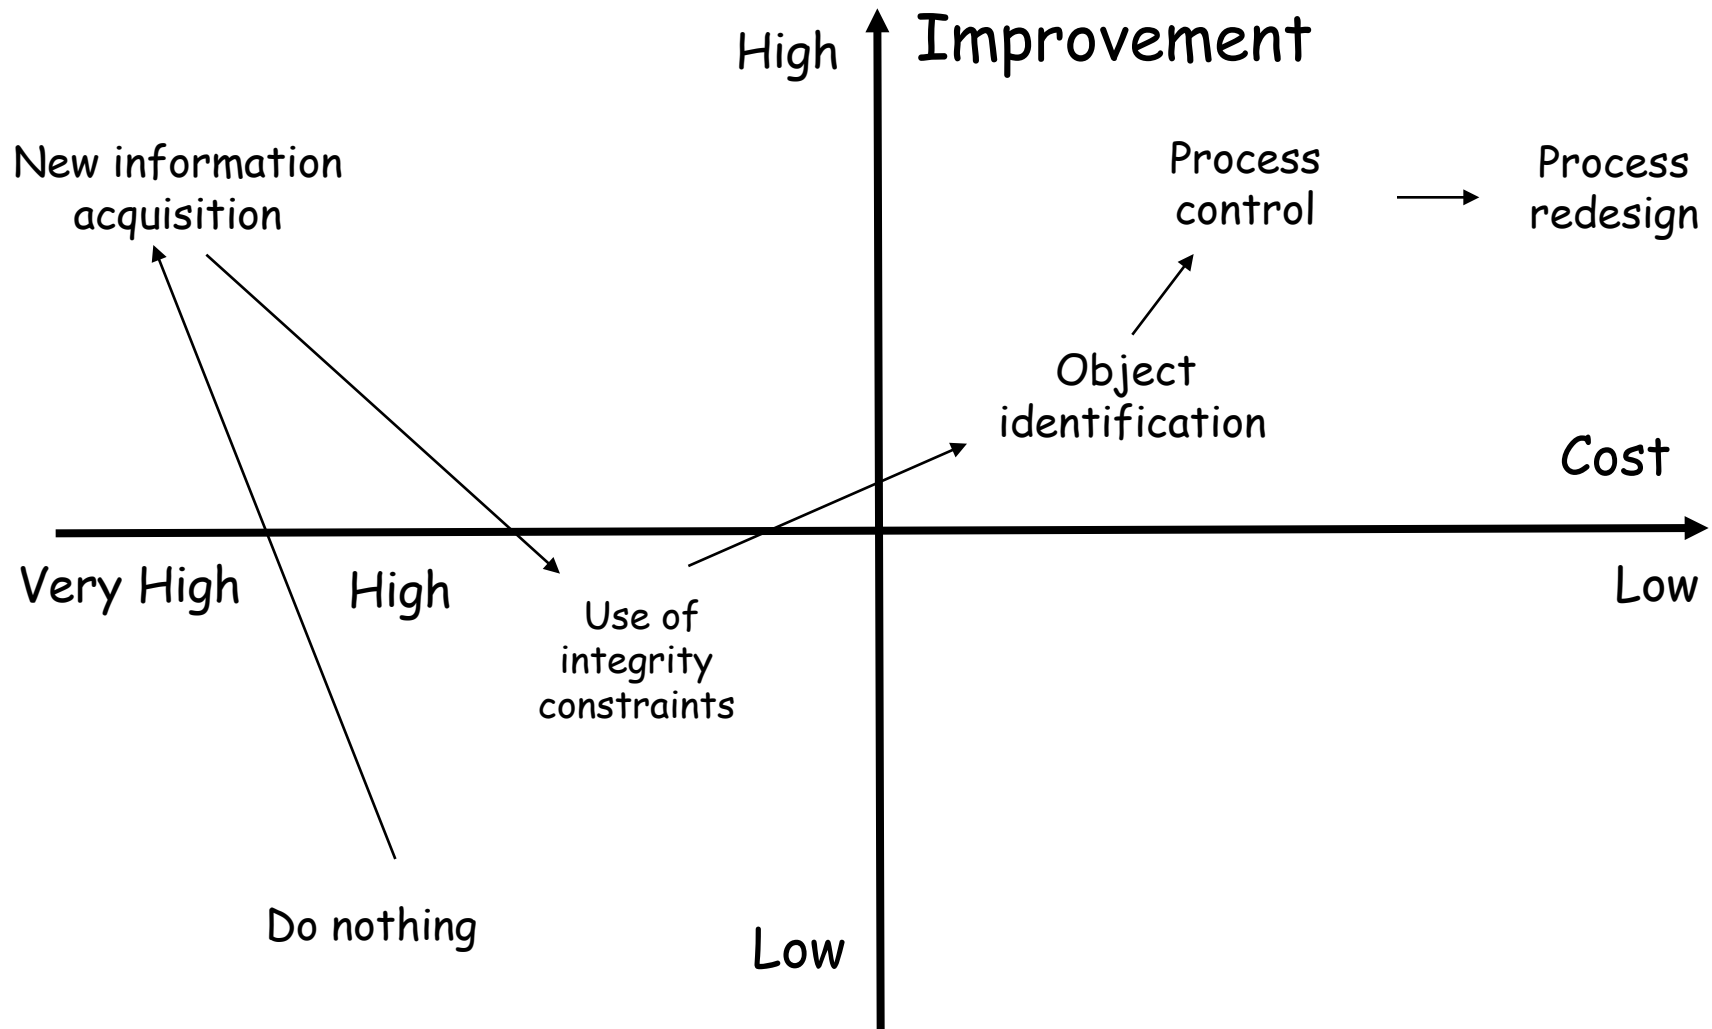 High
Improvement
New information
acquisition
Process
control
Process
redesign
Object
identification
Cost
Very High
High
Low
Use of
integrity
constraints
Do nothing
Low